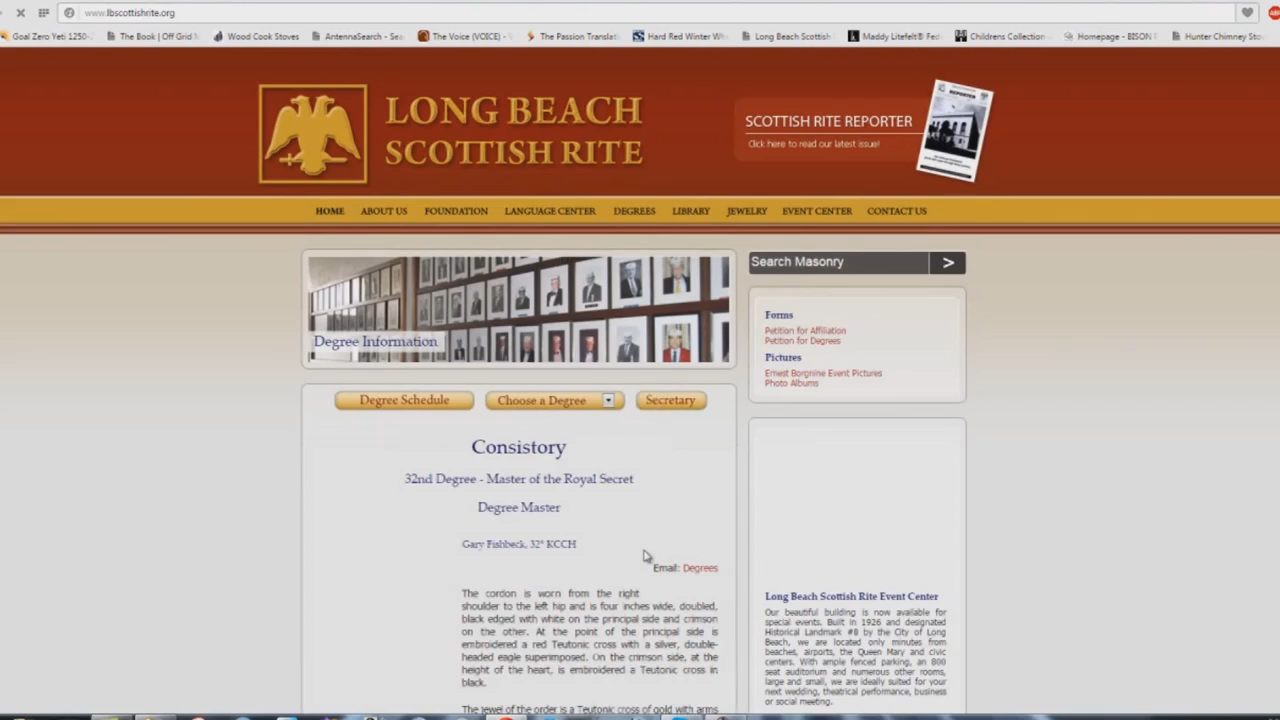 www.lbscottishrite.org
Goal Zero Yeti 1250-
The Book | Off Grid
Wood Cook Stoves
AntennaSearch - Sea
The Voice (VOICE) -
The Passion Translati
Hard Red Winter Wh
Long Beach Scottish
Maddy Litefelt® Fed
Childrens Collection
Homepage - BISON
Hunter Chimney Sto
LONG BEACH
SCOTTISH RITE
SCOTTISH RITE REPORTER
Click here to read our latest issue!
REPORTER
HOME ABOUT US FOUNDATION LANGUAGE CENTER DEGREES LIBRARY JEWELRY EVENT CENTER CONTACT US
Degree Information
Search Masonry >
Forms
Petition for Affiliation
Petition for Degrees
Pictures
Ernest Borgnine Event Pictures
Photo Albums
Degree Schedule Choose a Degree Secretary
Consistory
32nd Degree - Master of the Royal Secret
Degree Master
Gary Fishbeck, 32° KCCH
Email: Degrees
The cordon is worn from the right
shoulder to the left hip and is four inches wide, doubled,
black edged with white on the principal side and crimson
on the other. At the point of the principal side is
embroidered a red Teutonic cross with a silver, double-
headed eagle superimposed. On the crimson side, at the
height of the heart, is embroidered a Teutonic cross in
black.
The jewel of the order is a Teutonic cross of gold with arms
Long Beach Scottish Rite Event Center
Our beautiful building is now available for
special events. Built in 1926 and designated
Historical Landmark #8 by the City of Long
Beach, we are located only minutes from
beaches, airports, the Queen Mary and civic
centers. With ample fenced parking, an 800
seat auditorium and numerous other rooms,
large and small, we are ideally suited for your
next wedding, theatrical performance, business
or social meeting.